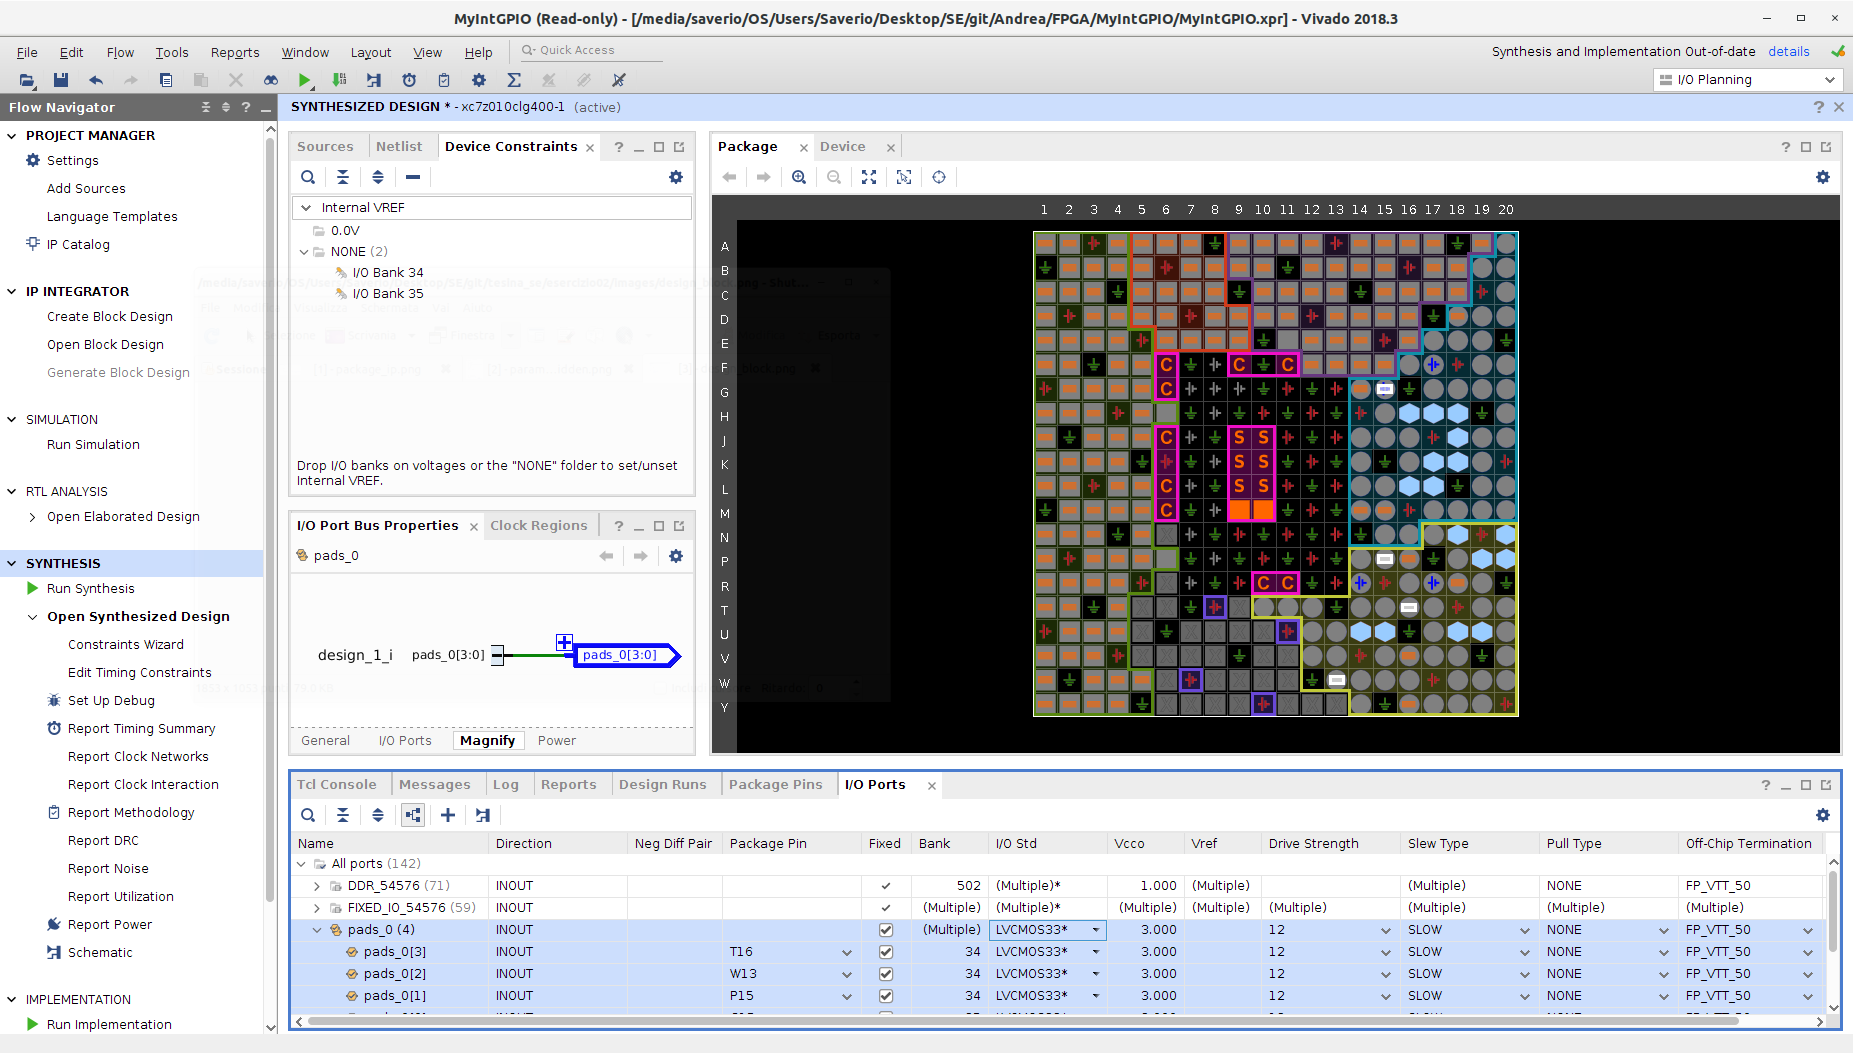 MyIntGPIO (Read-only) - [/media/saverio/OS/Users/Saverio/Desktop/SE/git/Andrea/FPGA/MyIntGPIO/MyIntGPIO.xpr] - Vivado 2018.3
File Edit Flow Tools Reports Window Layout View Help Quick Access
Synthesis and Implementation Out-of-date details
I/O Planning
Flow Navigator
PROJECT MANAGER
Settings
Add Sources
Language Templates
IP Catalog
IP INTEGRATOR
Create Block Design
Open Block Design
Generate Block Design
SIMULATION
Run Simulation
RTL ANALYSIS
Open Elaborated Design
SYNTHESIS
Run Synthesis
Open Synthesized Design
Constraints Wizard
Edit Timing Constraints
Set Up Debug
Report Timing Summary
Report Clock Networks
Report Clock Interaction
Report Methodology
Report DRC
Report Noise
Report Utilization
Report Power
Schematic
IMPLEMENTATION
Run Implementation
SYNTHESIZED DESIGN * - xc7z010clg400-1 (active)
Sources Netlist Device Constraints
Internal VREF
0.0V
NONE (2)
I/O Bank 34
I/O Bank 35
Drop I/O banks on voltages or the "NONE" folder to set/unset
Internal VREF.
I/O Port Bus Properties Clock Regions
pads_0
design_1_i pads_0[3:0] pads_0[3:0]
General I/O Ports Magnify Power
Package Device
1 2 3 4 5 6 7 8 9 10 11 12 13 14 15 16 17 18 19 20
A
B
C
D
E
F C C C
G C
H
J C S S
K S S
L C S S
M C
N
P
R C C
T
U
V
W
Y
Tcl Console Messages Log Reports Design Runs Package Pins I/O Ports
Name Direction Neg Diff Pair Package Pin Fixed Bank I/O Std Vcco Vref Drive Strength Slew Type Pull Type Off-Chip Termination
All ports (142)
DDR_54576 (71) INOUT 502 (Multiple)* 1.000 (Multiple) (Multiple) NONE FP_VTT_50
FIXED_IO_54576 (59) INOUT (Multiple) (Multiple)* (Multiple) (Multiple) (Multiple) (Multiple) (Multiple) (Multiple)
pads_0 (4) INOUT (Multiple) LVCMOS33* 3.000 12 SLOW NONE FP_VTT_50
pads_0[3] INOUT T16 34 LVCMOS33* 3.000 12 SLOW NONE FP_VTT_50
pads_0[2] INOUT W13 34 LVCMOS33* 3.000 12 SLOW NONE FP_VTT_50
pads_0[1] INOUT P15 34 LVCMOS33* 3.000 12 SLOW NONE FP_VTT_50